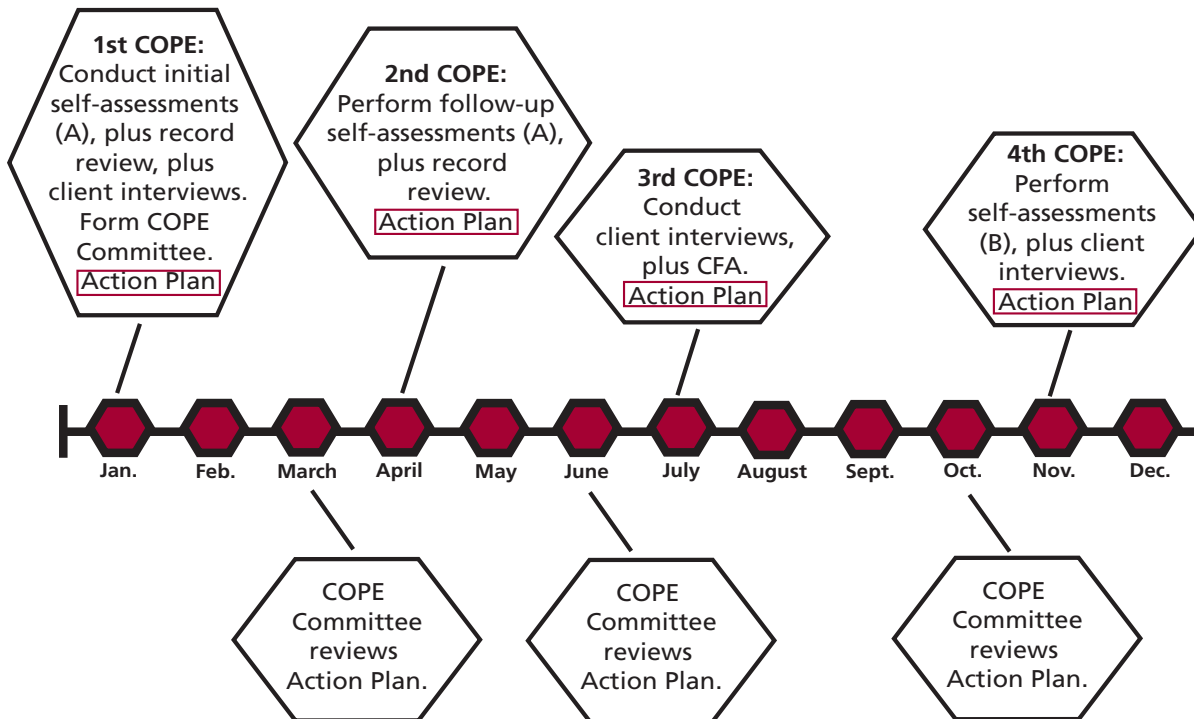 1st COPE:
Conduct initial
self-assessments
(A), plus record
review, plus
client interviews.
Form COPE
Committee.
Action Plan
2nd COPE:
Perform follow-up
self-assessments (A),
plus record
review.
Action Plan
3rd COPE:
Conduct
client interviews,
plus CFA.
Action Plan
4th COPE:
Perform
self-assessments
(B), plus client
interviews.
Action Plan
Jan. Feb. March April May June July August Sept. Oct. Nov. Dec.
COPE
Committee
reviews
Action Plan.
COPE
Committee
reviews
Action Plan.
COPE
Committee
reviews
Action Plan.